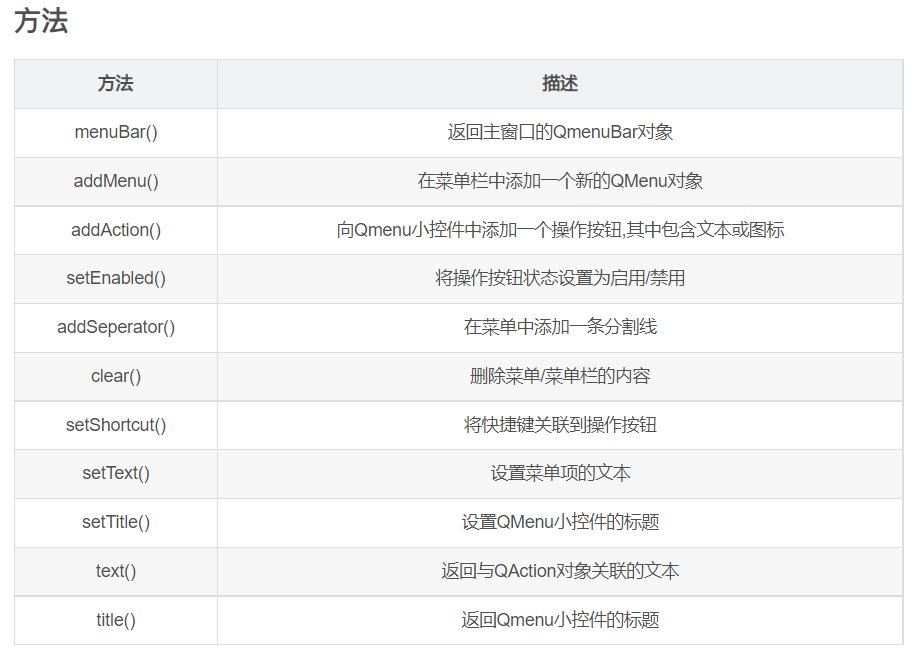 方法
方法 描述
menuBar() 返回主窗口的QmenuBar对象
addMenu() 在菜单栏中添加一个新的QMenu对象
addAction() 向Qmenu小控件中添加一个操作按钮,其中包含文本或图标
setEnabled() 将操作按钮状态设置为启用/禁用
addSeperator() 在菜单中添加一条分割线
clear() 删除菜单/菜单栏的内容
setShortcut() 将快捷键关联到操作按钮
setText() 设置菜单项的文本
setTitle() 设置QMenu小控件的标题
text() 返回与QAction对象关联的文本
title() 返回Qmenu小控件的标题